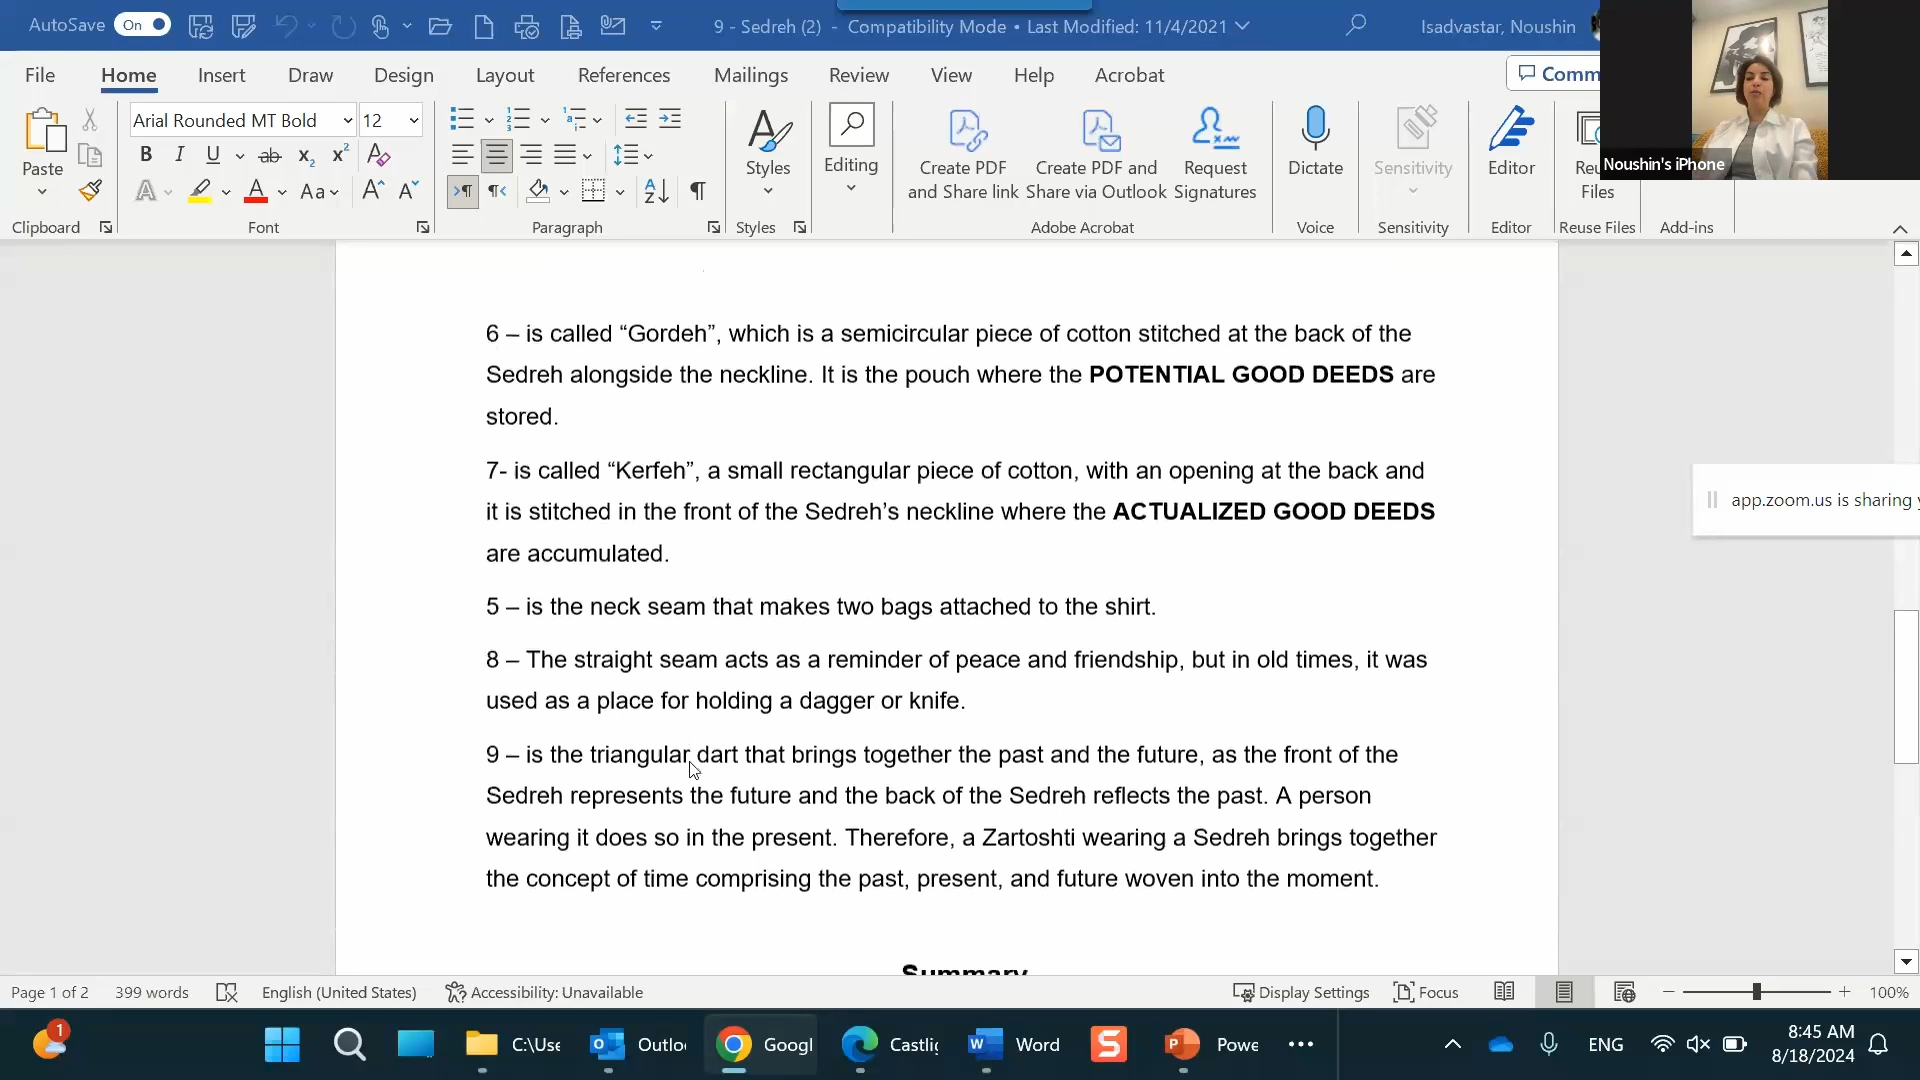 AutoSave On 9 - Sedreh (2) - Compatibility Mode • Last Modified: 11/4/2021 Isadvastar, Noushin
File Home Insert Draw Design Layout References Mailings Review View Help Acrobat Comm
Noushin's iPhone
Arial Rounded MT Bold 12
Paste Styles Editing Create PDF and Share link Create PDF and Share via Outlook Request Signatures Dictate Sensitivity Editor Reu Files
Clipboard Font Paragraph Styles Adobe Acrobat Voice Sensitivity Editor Reuse Files Add-ins
6 – is called “Gordeh”, which is a semicircular piece of cotton stitched at the back of the
Sedreh alongside the neckline. It is the pouch where the POTENTIAL GOOD DEEDS are
stored.
7- is called “Kerfeh”, a small rectangular piece of cotton, with an opening at the back and
it is stitched in the front of the Sedreh’s neckline where the ACTUALIZED GOOD DEEDS
are accumulated.
app.zoom.us is sharing
5 – is the neck seam that makes two bags attached to the shirt.
8 – The straight seam acts as a reminder of peace and friendship, but in old times, it was
used as a place for holding a dagger or knife.
9 – is the triangular dart that brings together the past and the future, as the front of the
Sedreh represents the future and the back of the Sedreh reflects the past. A person
wearing it does so in the present. Therefore, a Zartoshti wearing a Sedreh brings together
the concept of time comprising the past, present, and future woven into the moment.
Summary
Page 1 of 2 399 words English (United States) Accessibility: Unavailable Display Settings Focus 100%
1 C:\Use Outlo Googl Castlig Word Powe ENG 8:45 AM
8/18/2024